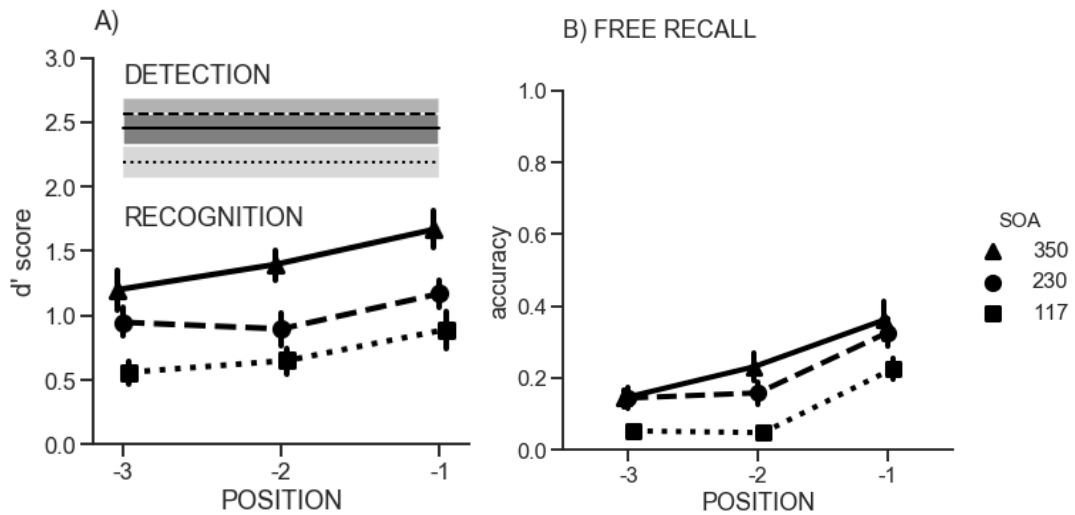 A)
3.0
2.5
2.0
1.5
1.0
0.5
0.0
d' score
DETECTION
RECOGNITION
-3 -2 -1
POSITION
B) FREE RECALL
1.0
0.8
0.6
0.4
0.2
0.0
accuracy
-3 -2 -1
POSITION
SOA
350
230
117